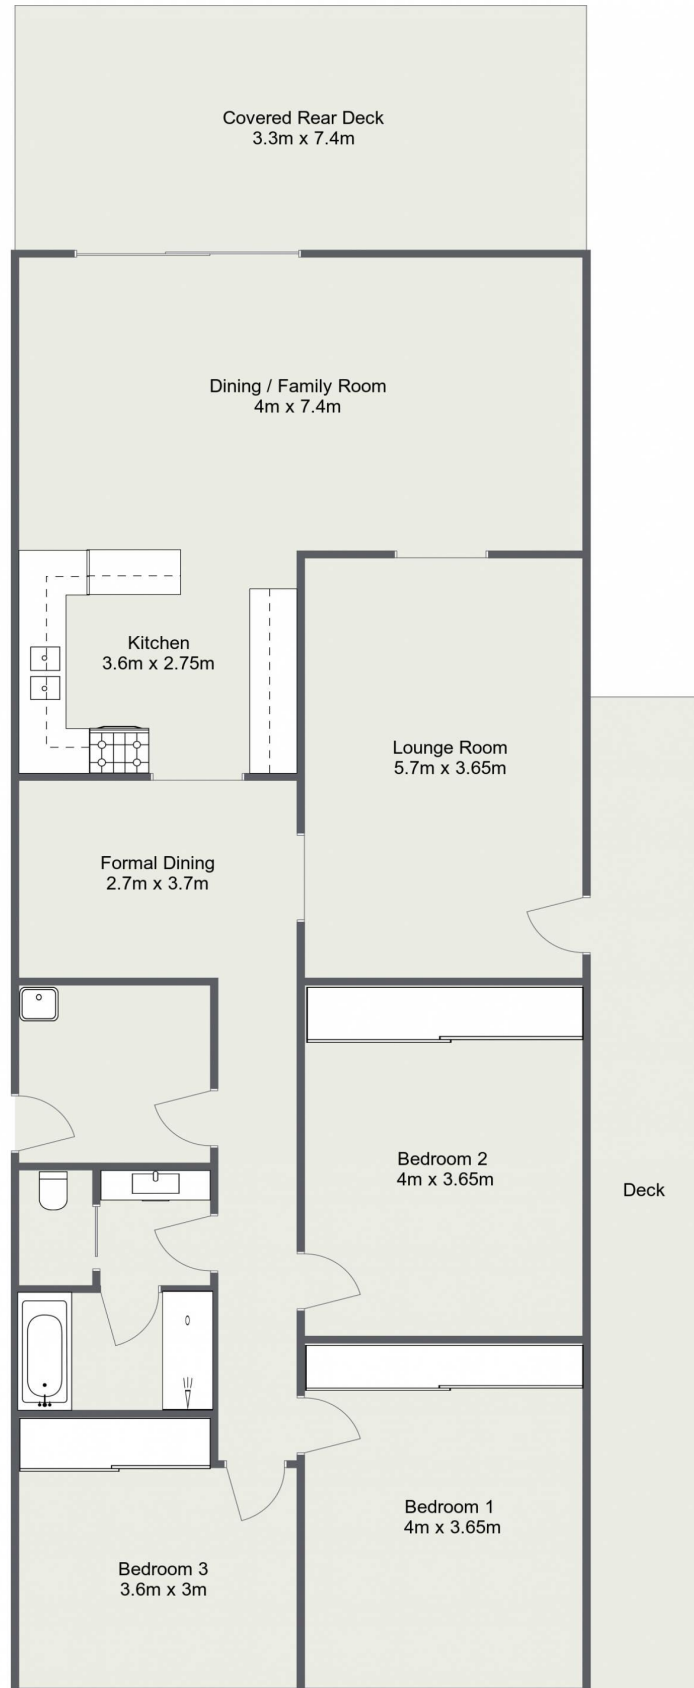 Covered Rear Deck
3.3m x 7.4m
Dining / Family Room
4m x 7.4m
Kitchen
3.6m x 2.75m
Lounge Room
5.7m x 3.65m
Formal Dining
2.7m x 3.7m
Bedroom 2
4m x 3.65m
Deck
Bedroom 1
4m x 3.65m
Bedroom 3
3.6m x 3m